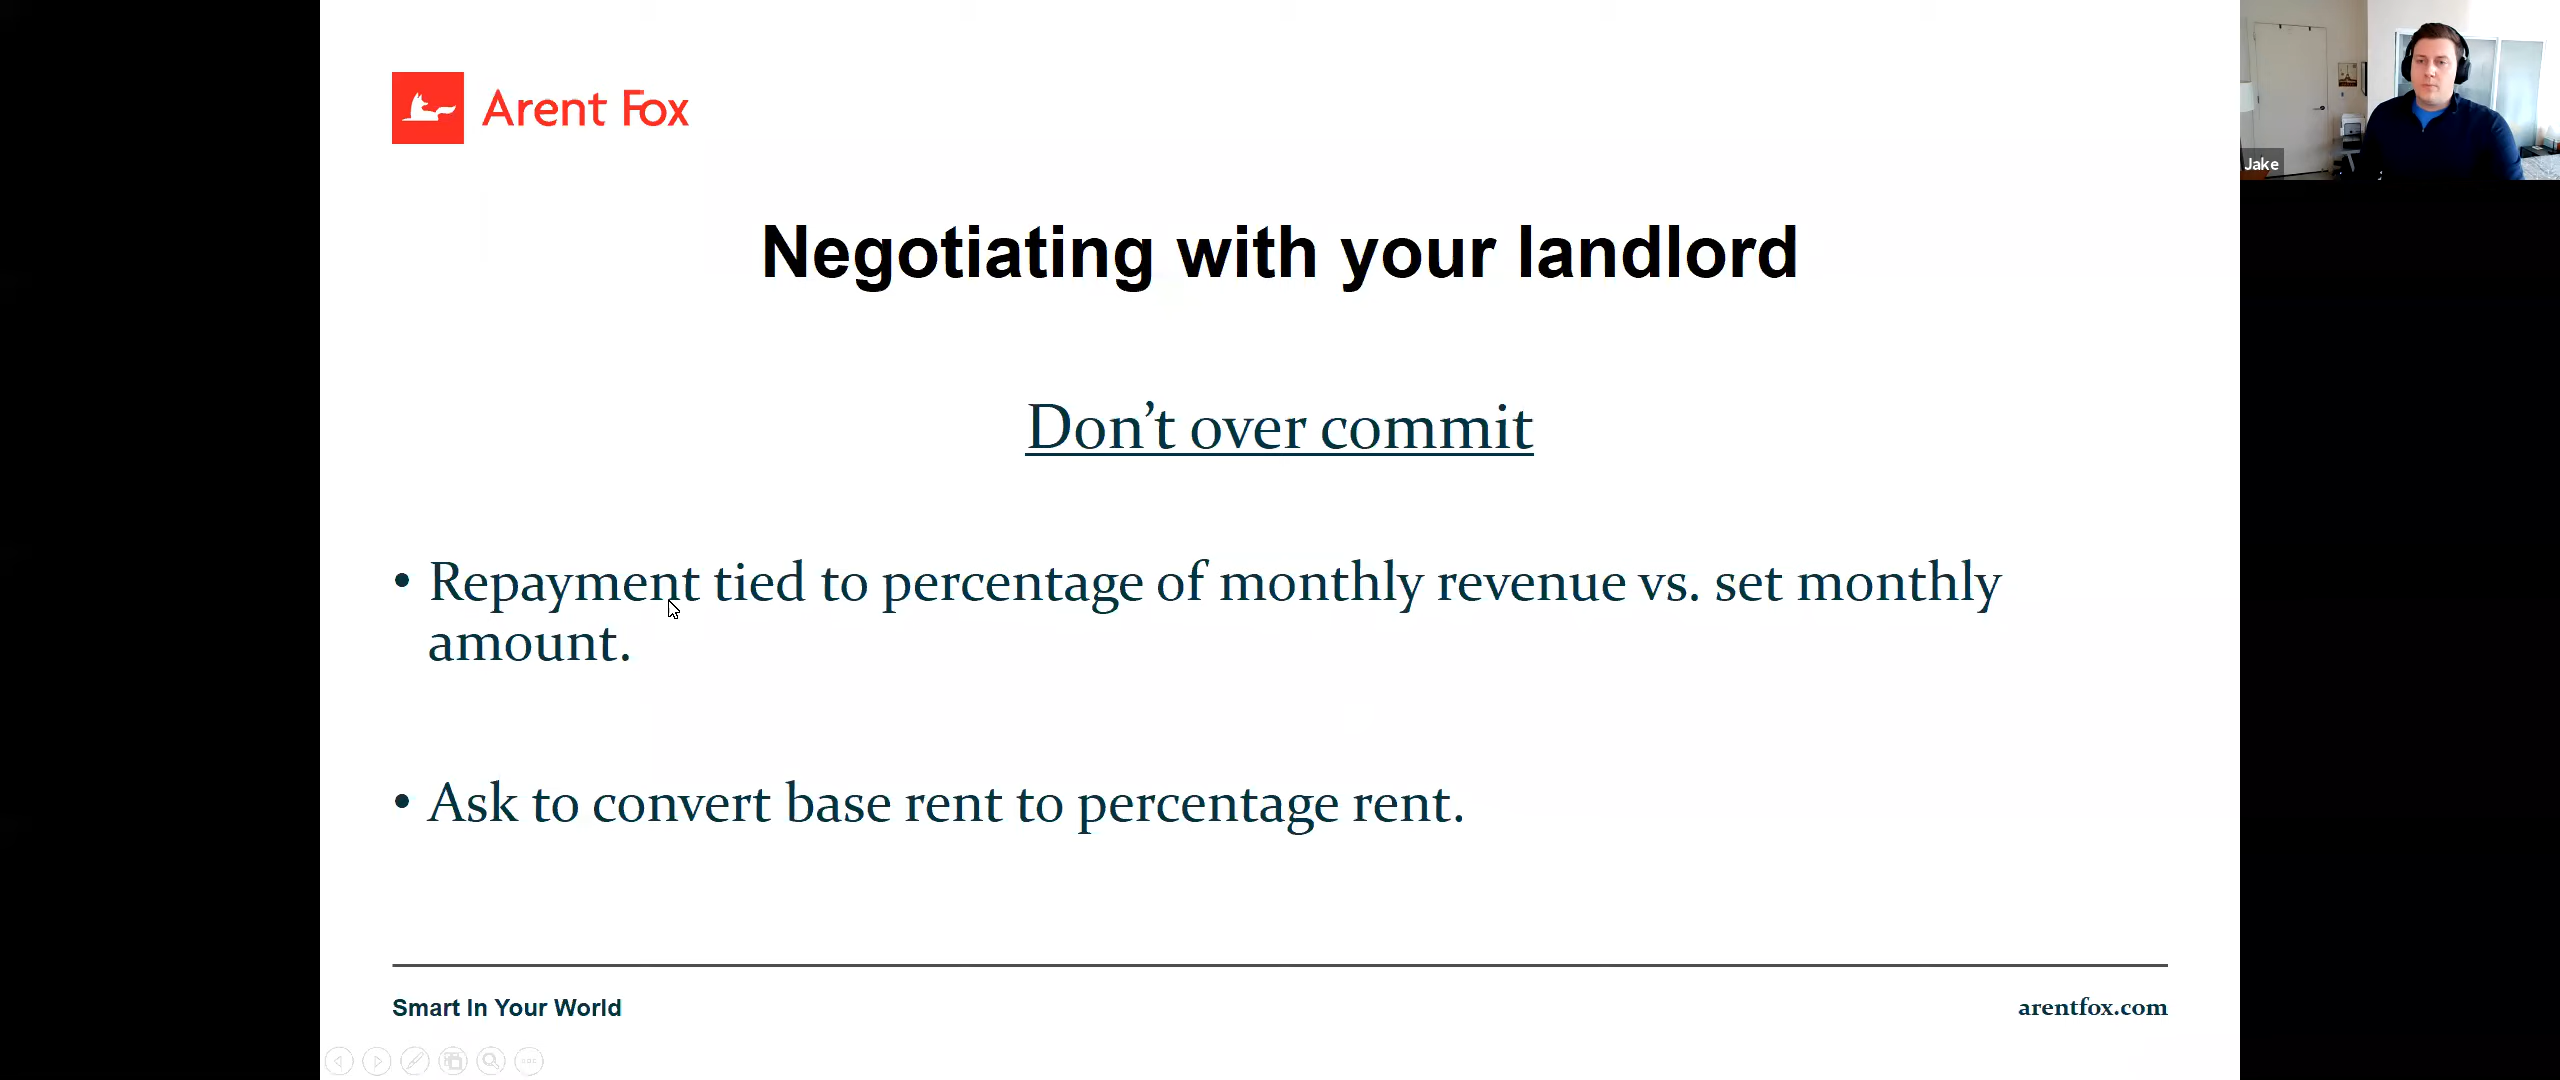 Arent Fox
Jake
Negotiating with your landlord
Don’t over commit
• Repayment tied to percentage of monthly revenue vs. set monthly
amount.
• Ask to convert base rent to percentage rent.
Smart In Your World
arentfox.com